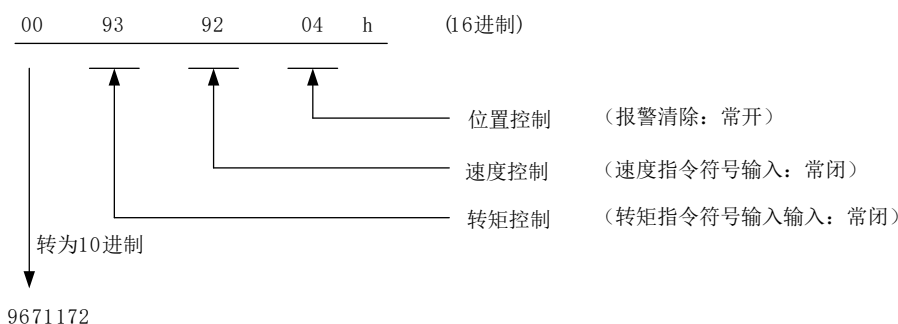 00 93 92 04 h (16进制)
位置控制 (报警清除：常开)
速度控制 (速度指令符号输入：常闭)
转矩控制 (转矩指令符号输入输入：常闭)
转为10进制
9671172